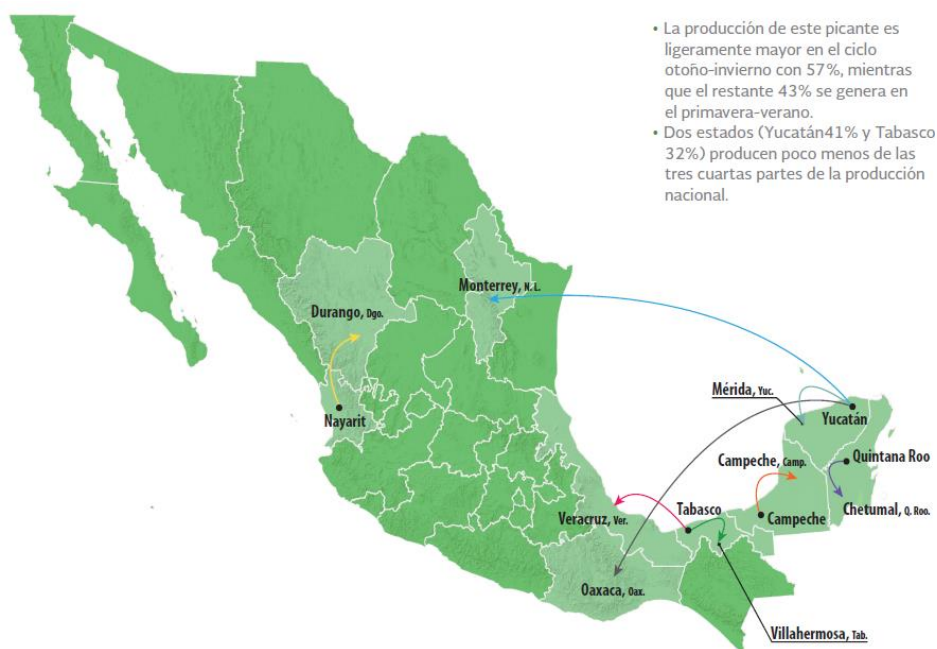 • La producción de este picante es
ligeramente mayor en el ciclo
otoño-invierno con 57%, mientras
que el restante 43% se genera en
el primavera-verano.
• Dos estados (Yucatán41% y Tabasco
32%) producen poco menos de las
tres cuartas partes de la producción
nacional.
Monterrey, N. L.
Durango, Dgo.
Mérida, Yuc.
Nayarit
Yucatán
Quintana Roo
Campeche, Camp.
Chetumal, Q. Roo.
Tabasco
Veracruz, Ver.
Campeche
Oaxaca, Oax.
Villahermosa, Tab.